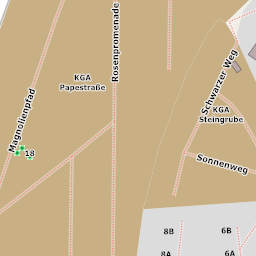 Rosenpromenade
Schwarzer Weg
KGA
Papestraße
Magnolienpfad
KGA
Steingrube
18
Sonnenweg
8B
6B
8A
6A